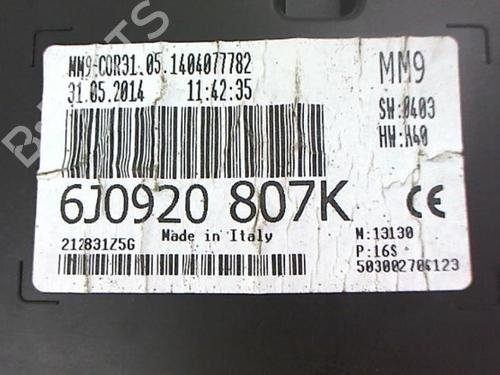 MM9-COR31.05.1404077782
31.05.2014 11:42:35
MM9
SW:0403
HW:H40
6J0920 807K
CE
Made in Italy
212831Z5G
M:13130
P:16S
B-PARTS